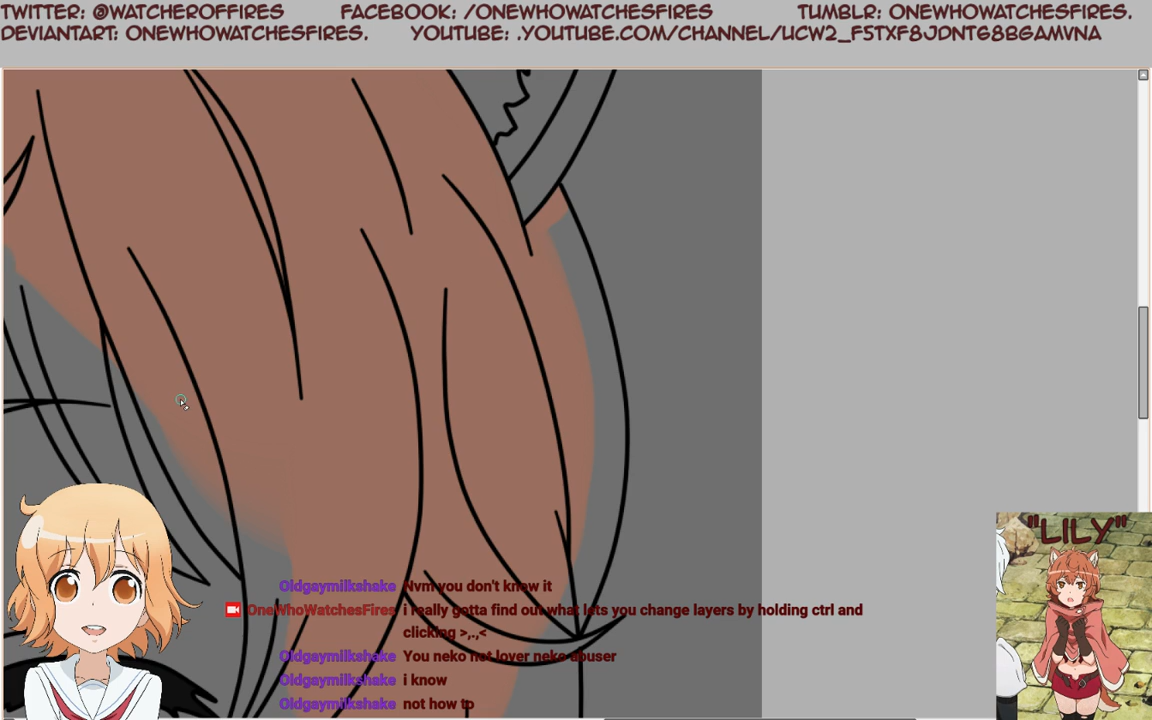 TWITTER: @WATCHEROFFIRES FACEBOOK: /ONEWHOWATCHESFIRES TUMBLR: ONEWHOWATCHESFIRES.
DEVIANTART: ONEWHOWATCHESFIRES. YOUTUBE: .YOUTUBE.COM/CHANNEL/UCW2_F5TXF8JDNTG8BGAMVNA
"LILY"
Oldgaymilkshake Nvm you don't know it
OneWhoWatchesFires i really gotta find out what lets you change layers by holding ctrl and
clicking >,.,<
Oldgaymilkshake You neko not lover neko abuser
Oldgaymilkshake i know
Oldgaymilkshake not how to